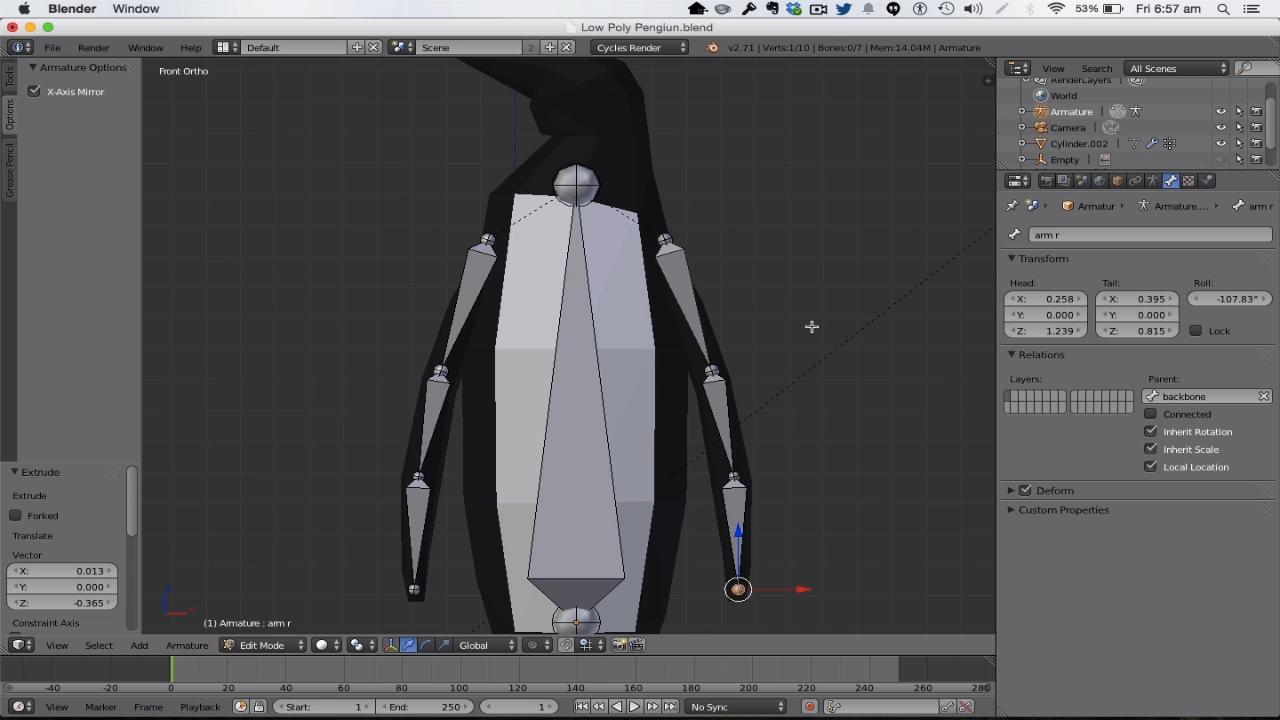 Blender Window 53% Fri 6:57 am
Low Poly Pengiun.blend
File Render Window Help Default Scene 2 Cycles Render v2.71 | Verts:1/10 | Bones:0/7 | Mem:14.04M | Armature
View Search All Scenes
Armature Options
X-Axis Mirror
Tools
Options
Grease Pencil
Front Ortho
RenderLayers
World
Armature
Camera
Cylinder.002
Empty
Armatur Armature.... arm r
arm r
Transform
Head: Tail: Roll:
X: 0.258 X: 0.395 -107.83°
Y: 0.000 Y: 0.000
Z: 1.239 Z: 0.815 Lock
Relations
Layers: Parent:
backbone
Connected
Inherit Rotation
Inherit Scale
Local Location
Deform
Custom Properties
Extrude
Extrude
Forked
Translate
Vector
X: 0.013
Y: 0.000
Z: -0.365
Constraint Axis
(1) Armature : arm r
View Select Add Armature Edit Mode Global
-40 -20 0 20 40 60 80 100 120 140 160 180 200 220 240 260 280
View Marker Frame Playback Start: 1 End: 250 1 No Sync